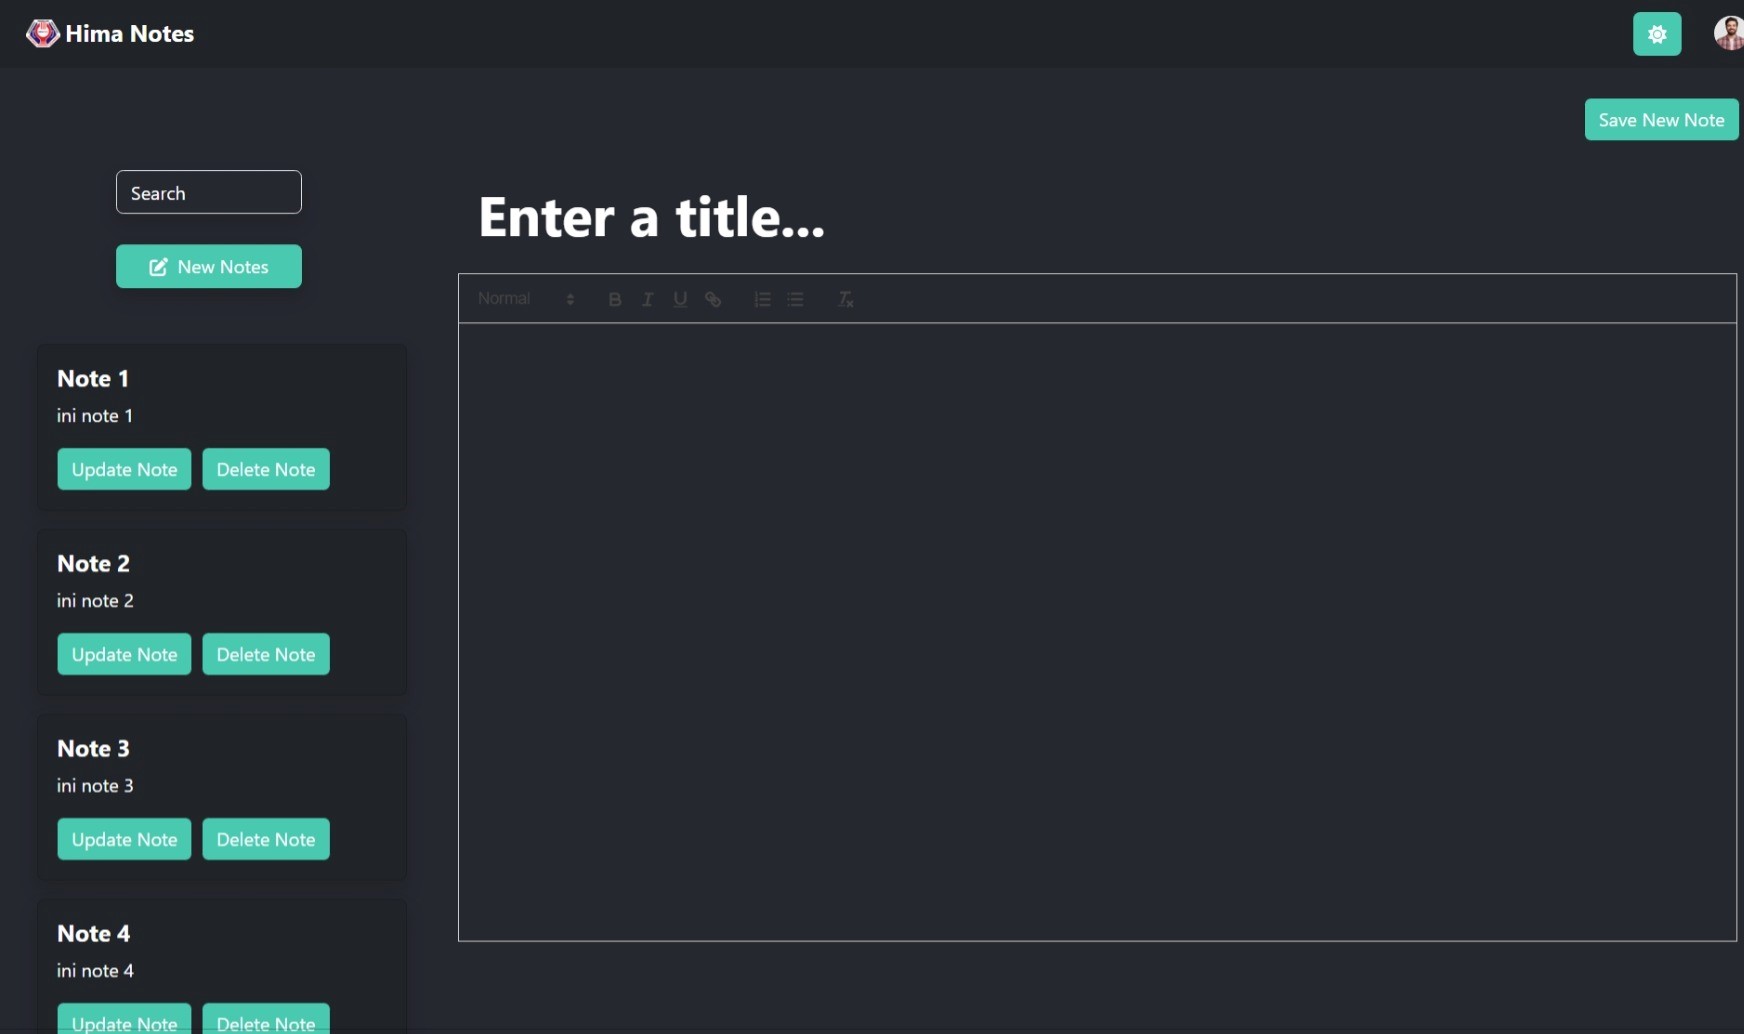 Hima Notes
Save New Note
Search
New Notes
Enter a title...
Normal
Note 1
ini note 1
Update Note Delete Note
Note 2
ini note 2
Update Note Delete Note
Note 3
ini note 3
Update Note Delete Note
Note 4
ini note 4
Update Note Delete Note